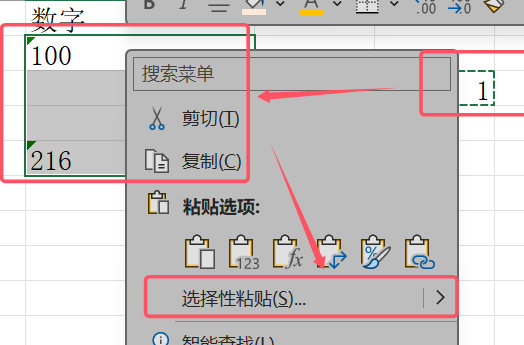 B I
.00
→.0
数字
100
搜索菜单
1
剪切(T)
216
复制(C)
粘贴选项:
123
fx
%
选择性粘贴(S)...
智能查找(L)